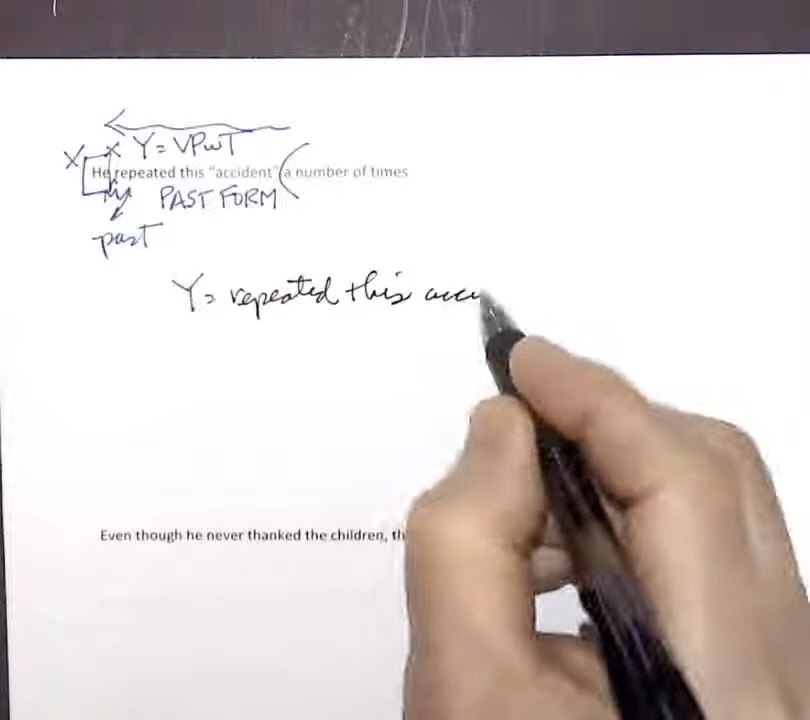 X x Y = VPwT
He repeated this "accident" a number of times
PAST FORM
past
Y = repeated this acci
Even though he never thanked the children, th